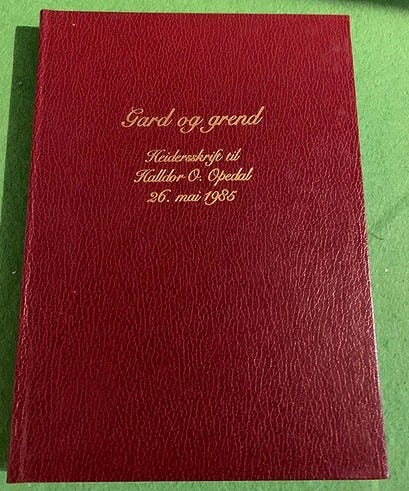 Gard og grend
Heidersskrift til
Halldor O. Opedal
26. mai 1985